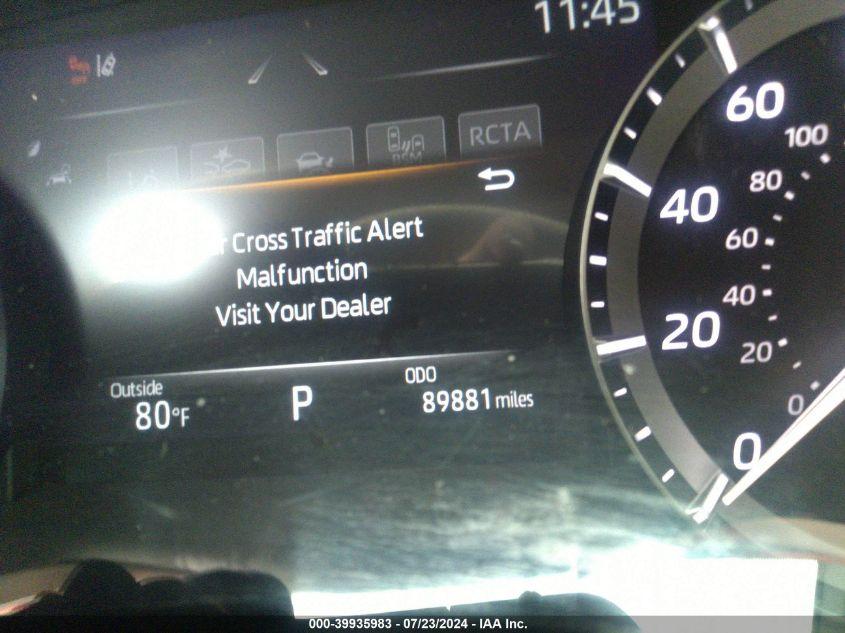 11:45
BSM
RCTA
Cross Traffic Alert
Malfunction
Visit Your Dealer
Outside
80°F
P
ODO
89881 miles
60
40
20
0
100
80
60
40
20
0
000-39935983 - 07/23/2024 - IAA Inc.